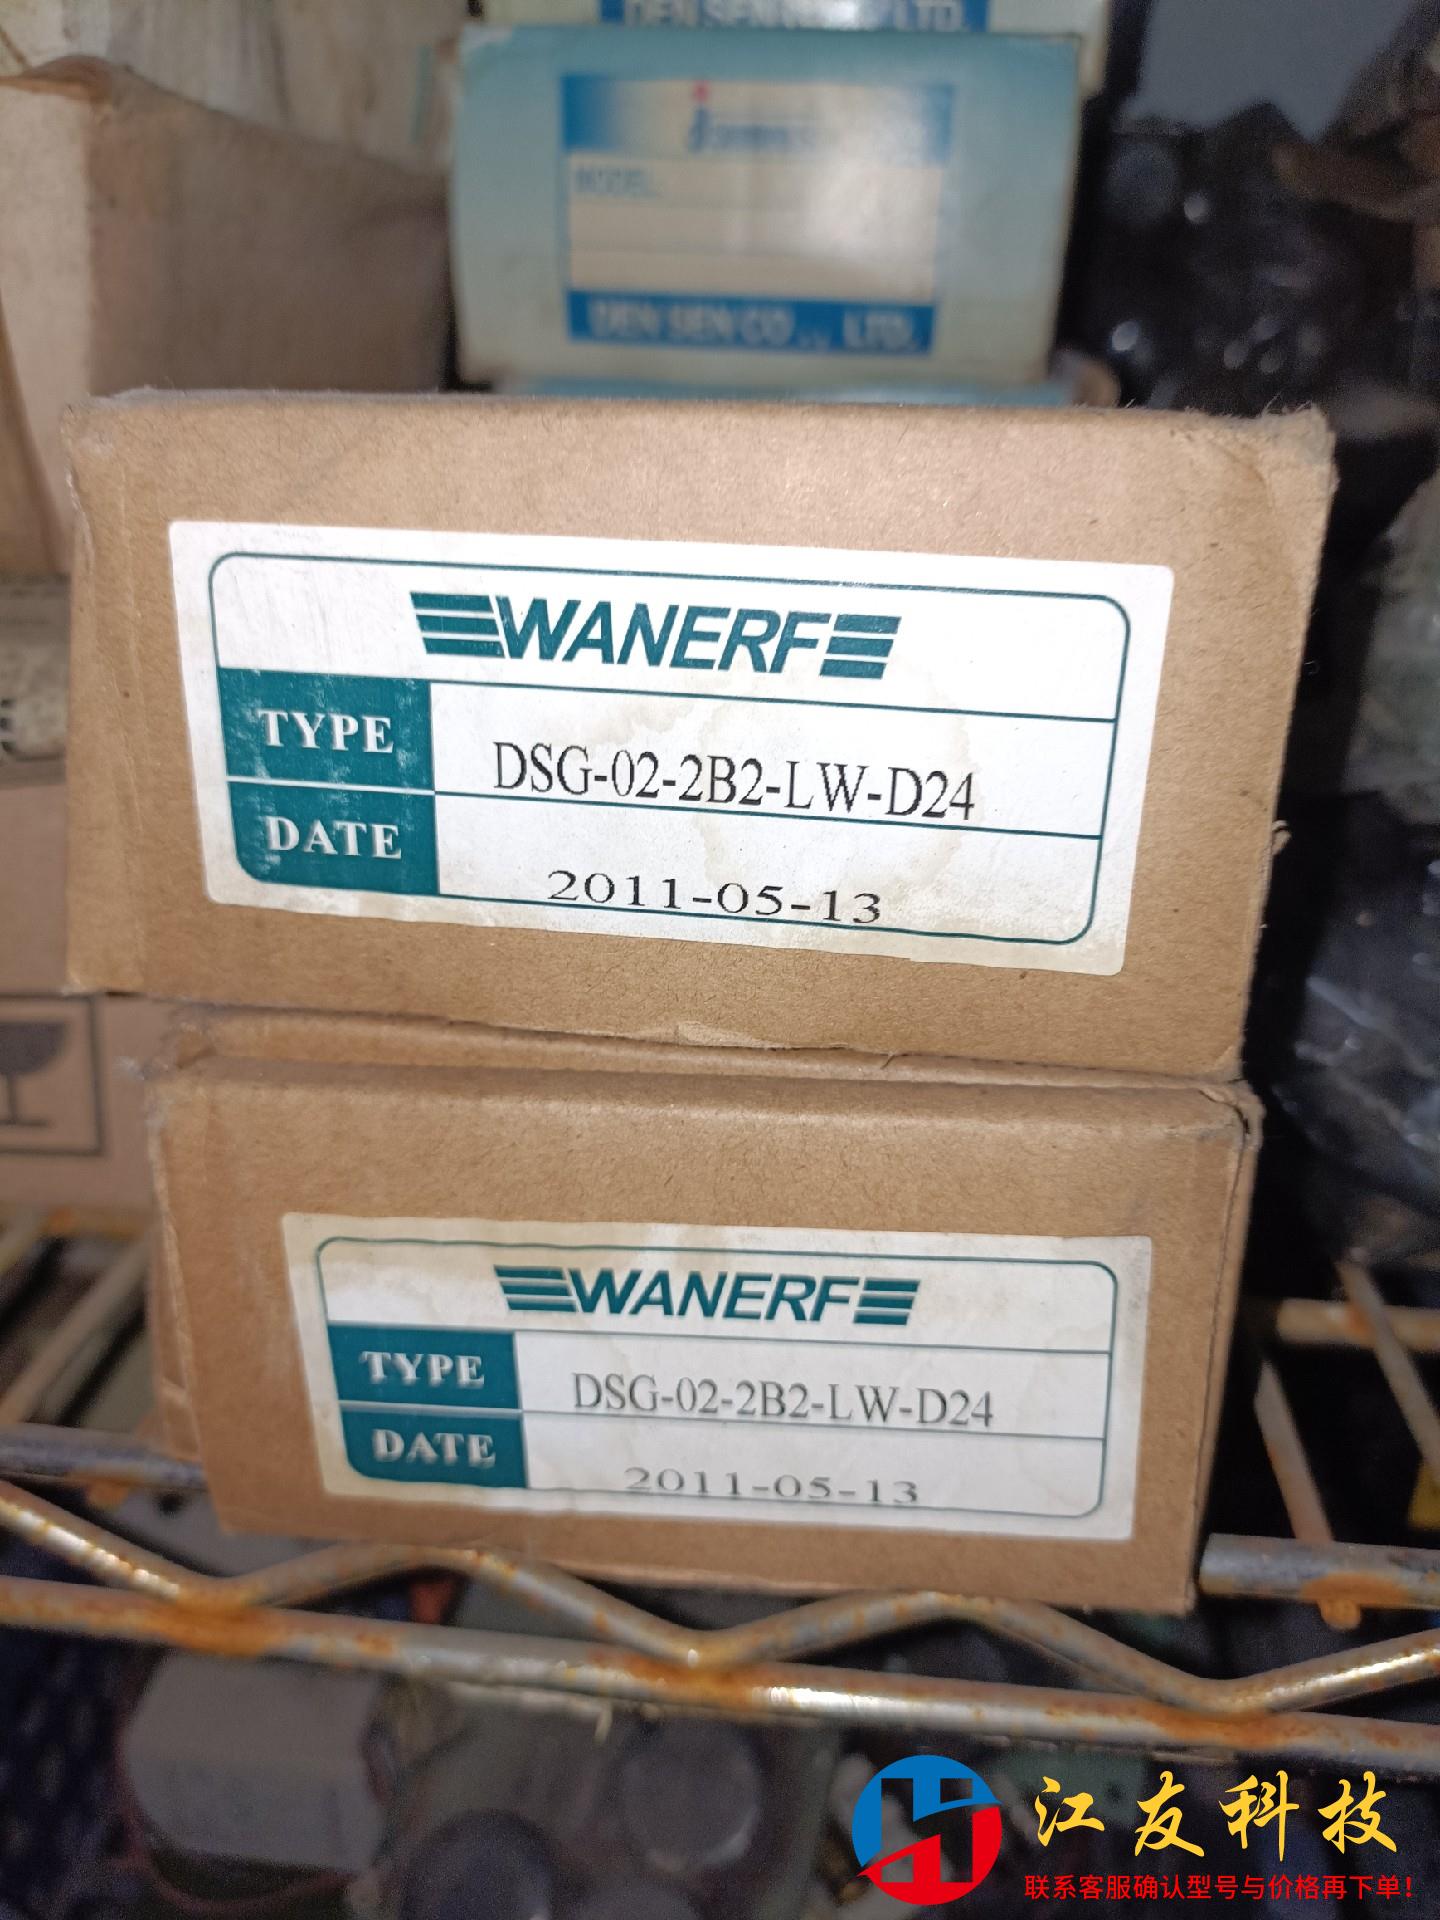 DEN SEN
LTD.
MODEL
DEN SEN CO., LTD.
WANERF
TYPE
DSG-02-2B2-LW-D24
DATE
2011-05-13
WANERF
TYPE
DSG-02-2B2-LW-D24
DATE
2011-05-13
江友科技
联系客服确认型号与价格再下单！